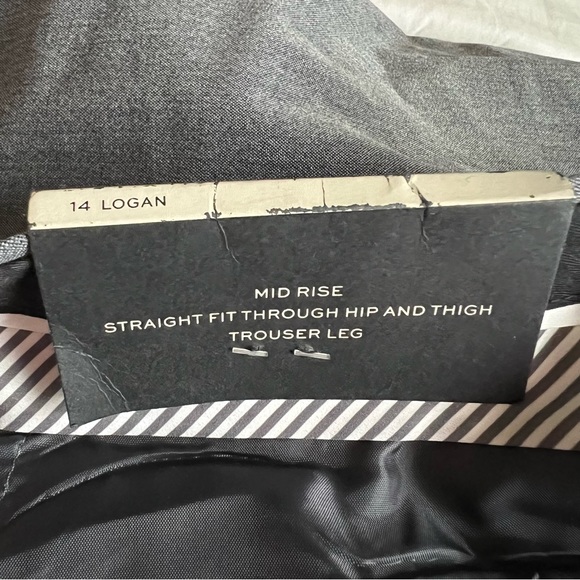 14 LOGAN
MID RISE
STRAIGHT FIT THROUGH HIP AND THIGH
TROUSER LEG